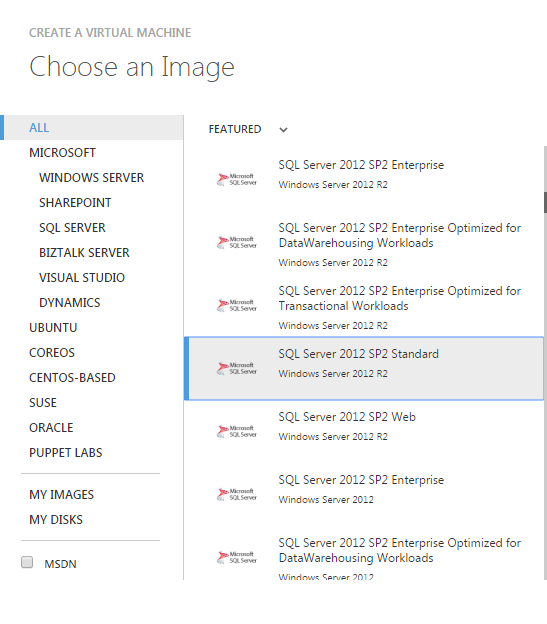 CREATE A VIRTUAL MACHINE
Choose an Image
ALL
MICROSOFT
WINDOWS SERVER
SHAREPOINT
SQL SERVER
BIZTALK SERVER
VISUAL STUDIO
DYNAMICS
UBUNTU
COREOS
CENTOS-BASED
SUSE
ORACLE
PUPPET LABS
MY IMAGES
MY DISKS
MSDN
FEATURED
Microsoft
SQL Server
SQL Server 2012 SP2 Enterprise
Windows Server 2012 R2
Microsoft
SQL Server
SQL Server 2012 SP2 Enterprise Optimized for
DataWarehousing Workloads
Windows Server 2012 R2
Microsoft
SQL Server
SQL Server 2012 SP2 Enterprise Optimized for
Transactional Workloads
Windows Server 2012 R2
Microsoft
SQL Server
SQL Server 2012 SP2 Standard
Windows Server 2012 R2
Microsoft
SQL Server
SQL Server 2012 SP2 Web
Windows Server 2012 R2
Microsoft
SQL Server
SQL Server 2012 SP2 Enterprise
Windows Server 2012
Microsoft
SQL Server
SQL Server 2012 SP2 Enterprise Optimized for
DataWarehousing Workloads
Windows Server 2012